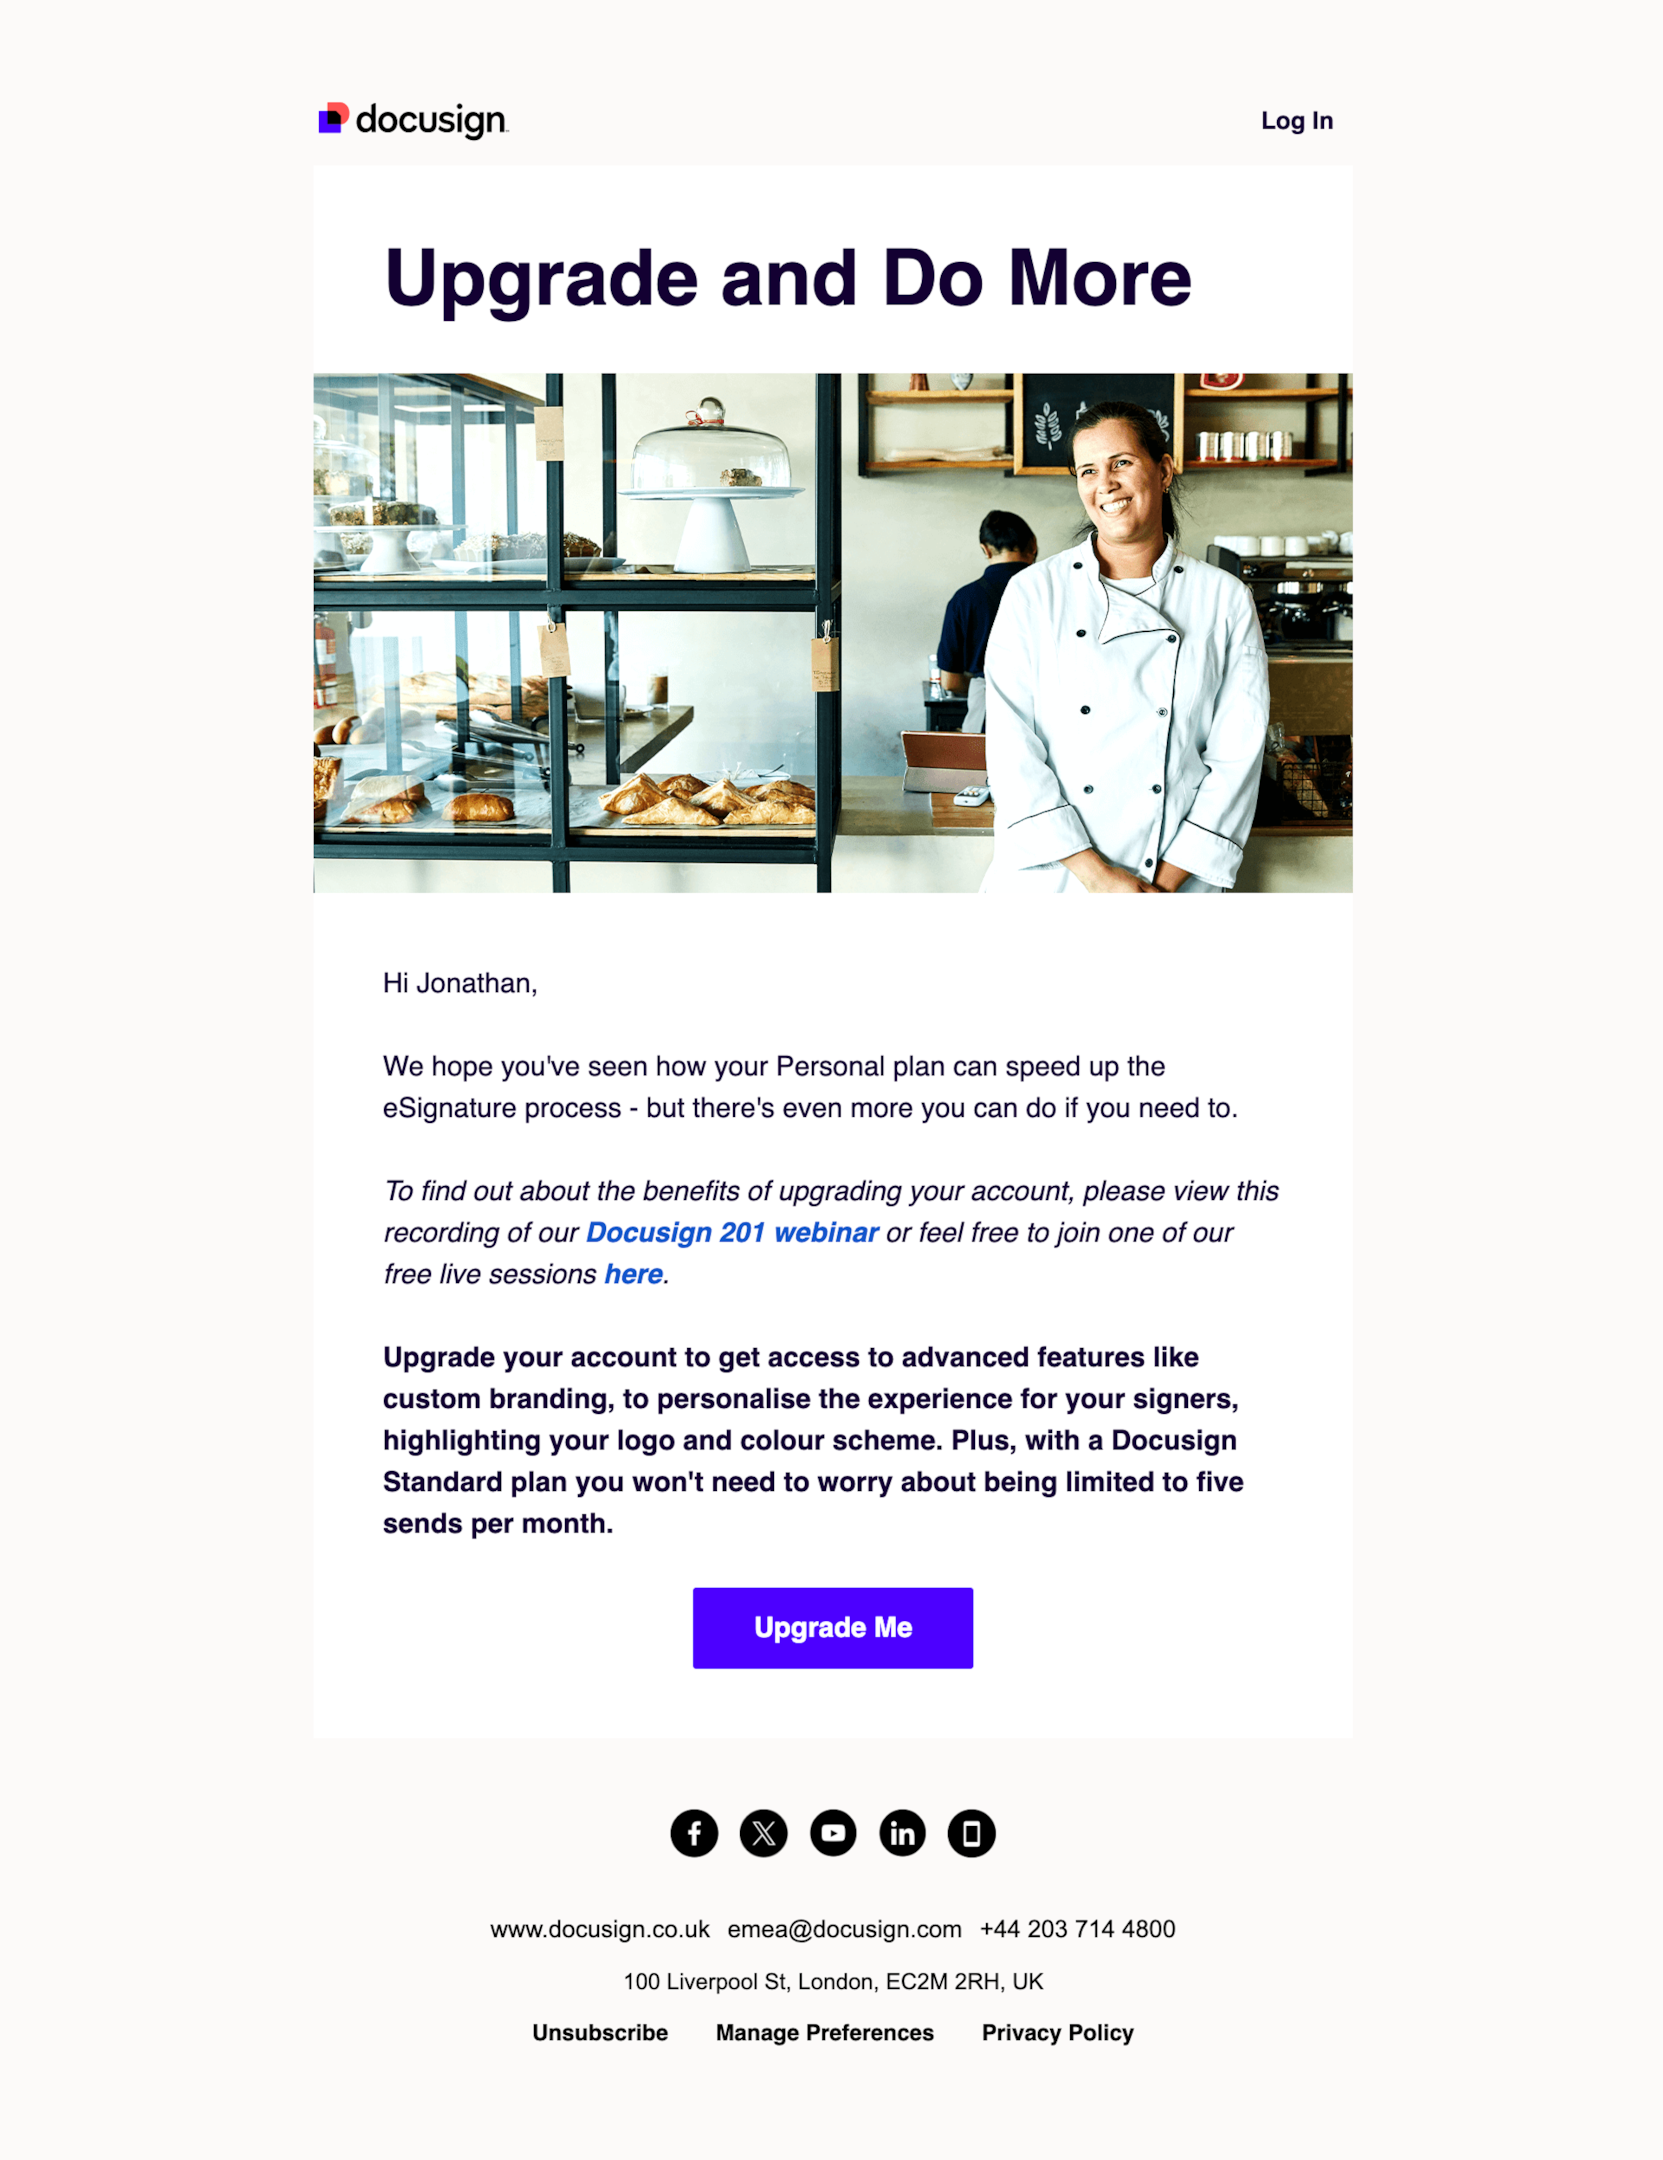 docusign
Log In
Upgrade and Do More
Hi Jonathan,
We hope you've seen how your Personal plan can speed up the
eSignature process - but there's even more you can do if you need to.
To find out about the benefits of upgrading your account, please view this
recording of our Docusign 201 webinar or feel free to join one of our
free live sessions here.
Upgrade your account to get access to advanced features like
custom branding, to personalise the experience for your signers,
highlighting your logo and colour scheme. Plus, with a Docusign
Standard plan you won't need to worry about being limited to five
sends per month.
Upgrade Me
www.docusign.co.uk emea@docusign.com +44 203 714 4800
100 Liverpool St, London, EC2M 2RH, UK
Unsubscribe Manage Preferences Privacy Policy